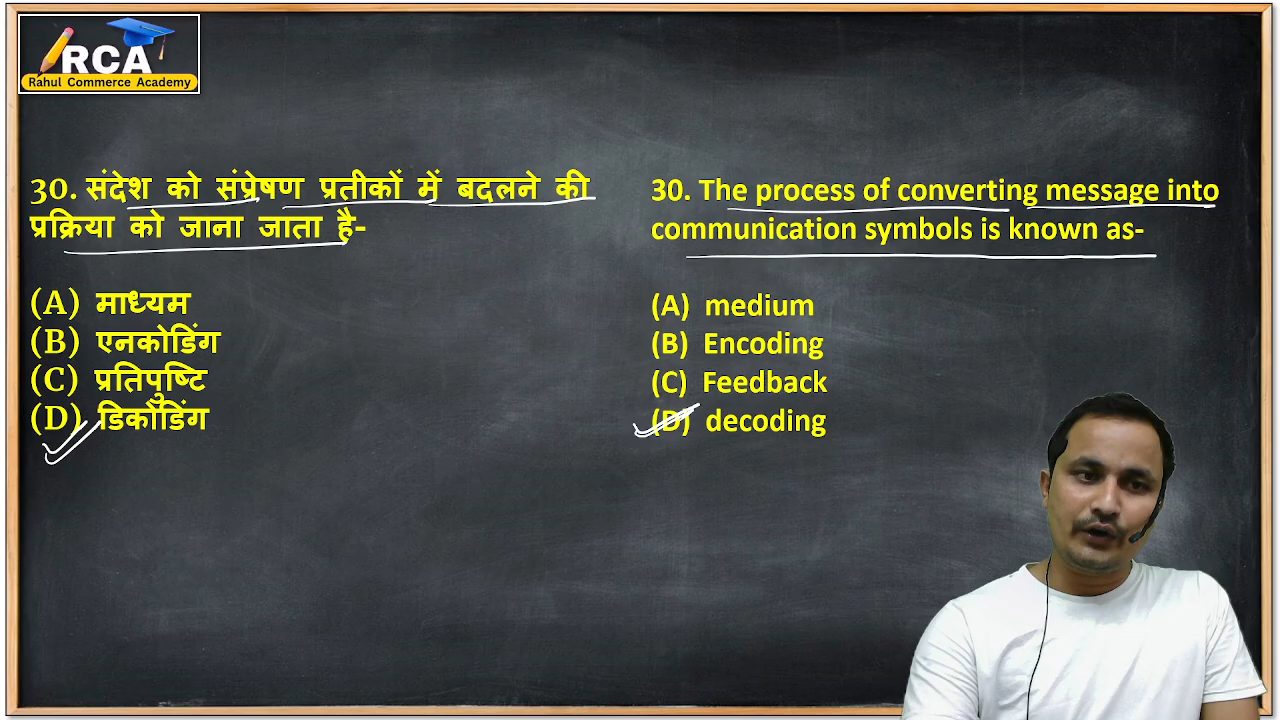 RCA
Rahul Commerce Academy
30. संदेश को संप्रेषण प्रतीकों में बदलने की
प्रक्रिया को जाना जाता है-
(A) माध्यम
(B) एनकोडिंग
(C) प्रतिपुष्टि
(D) डिकोडिंग
30. The process of converting message into
communication symbols is known as-
(A) medium
(B) Encoding
(C) Feedback
(D) decoding